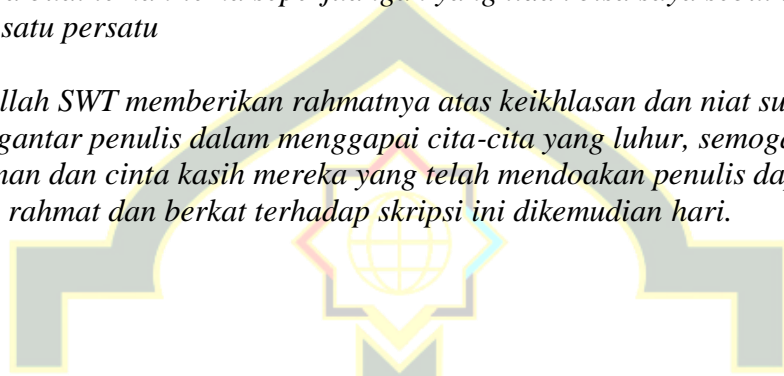 satu persatu
llah SWT memberikan rahmatnya atas keikhlasan dan niat su
gantar penulis dalam menggapai cita-cita yang luhur, semoga
nan dan cinta kasih mereka yang telah mendoakan penulis da
rahmat dan berkat terhadap skripsi ini dikemudian hari.